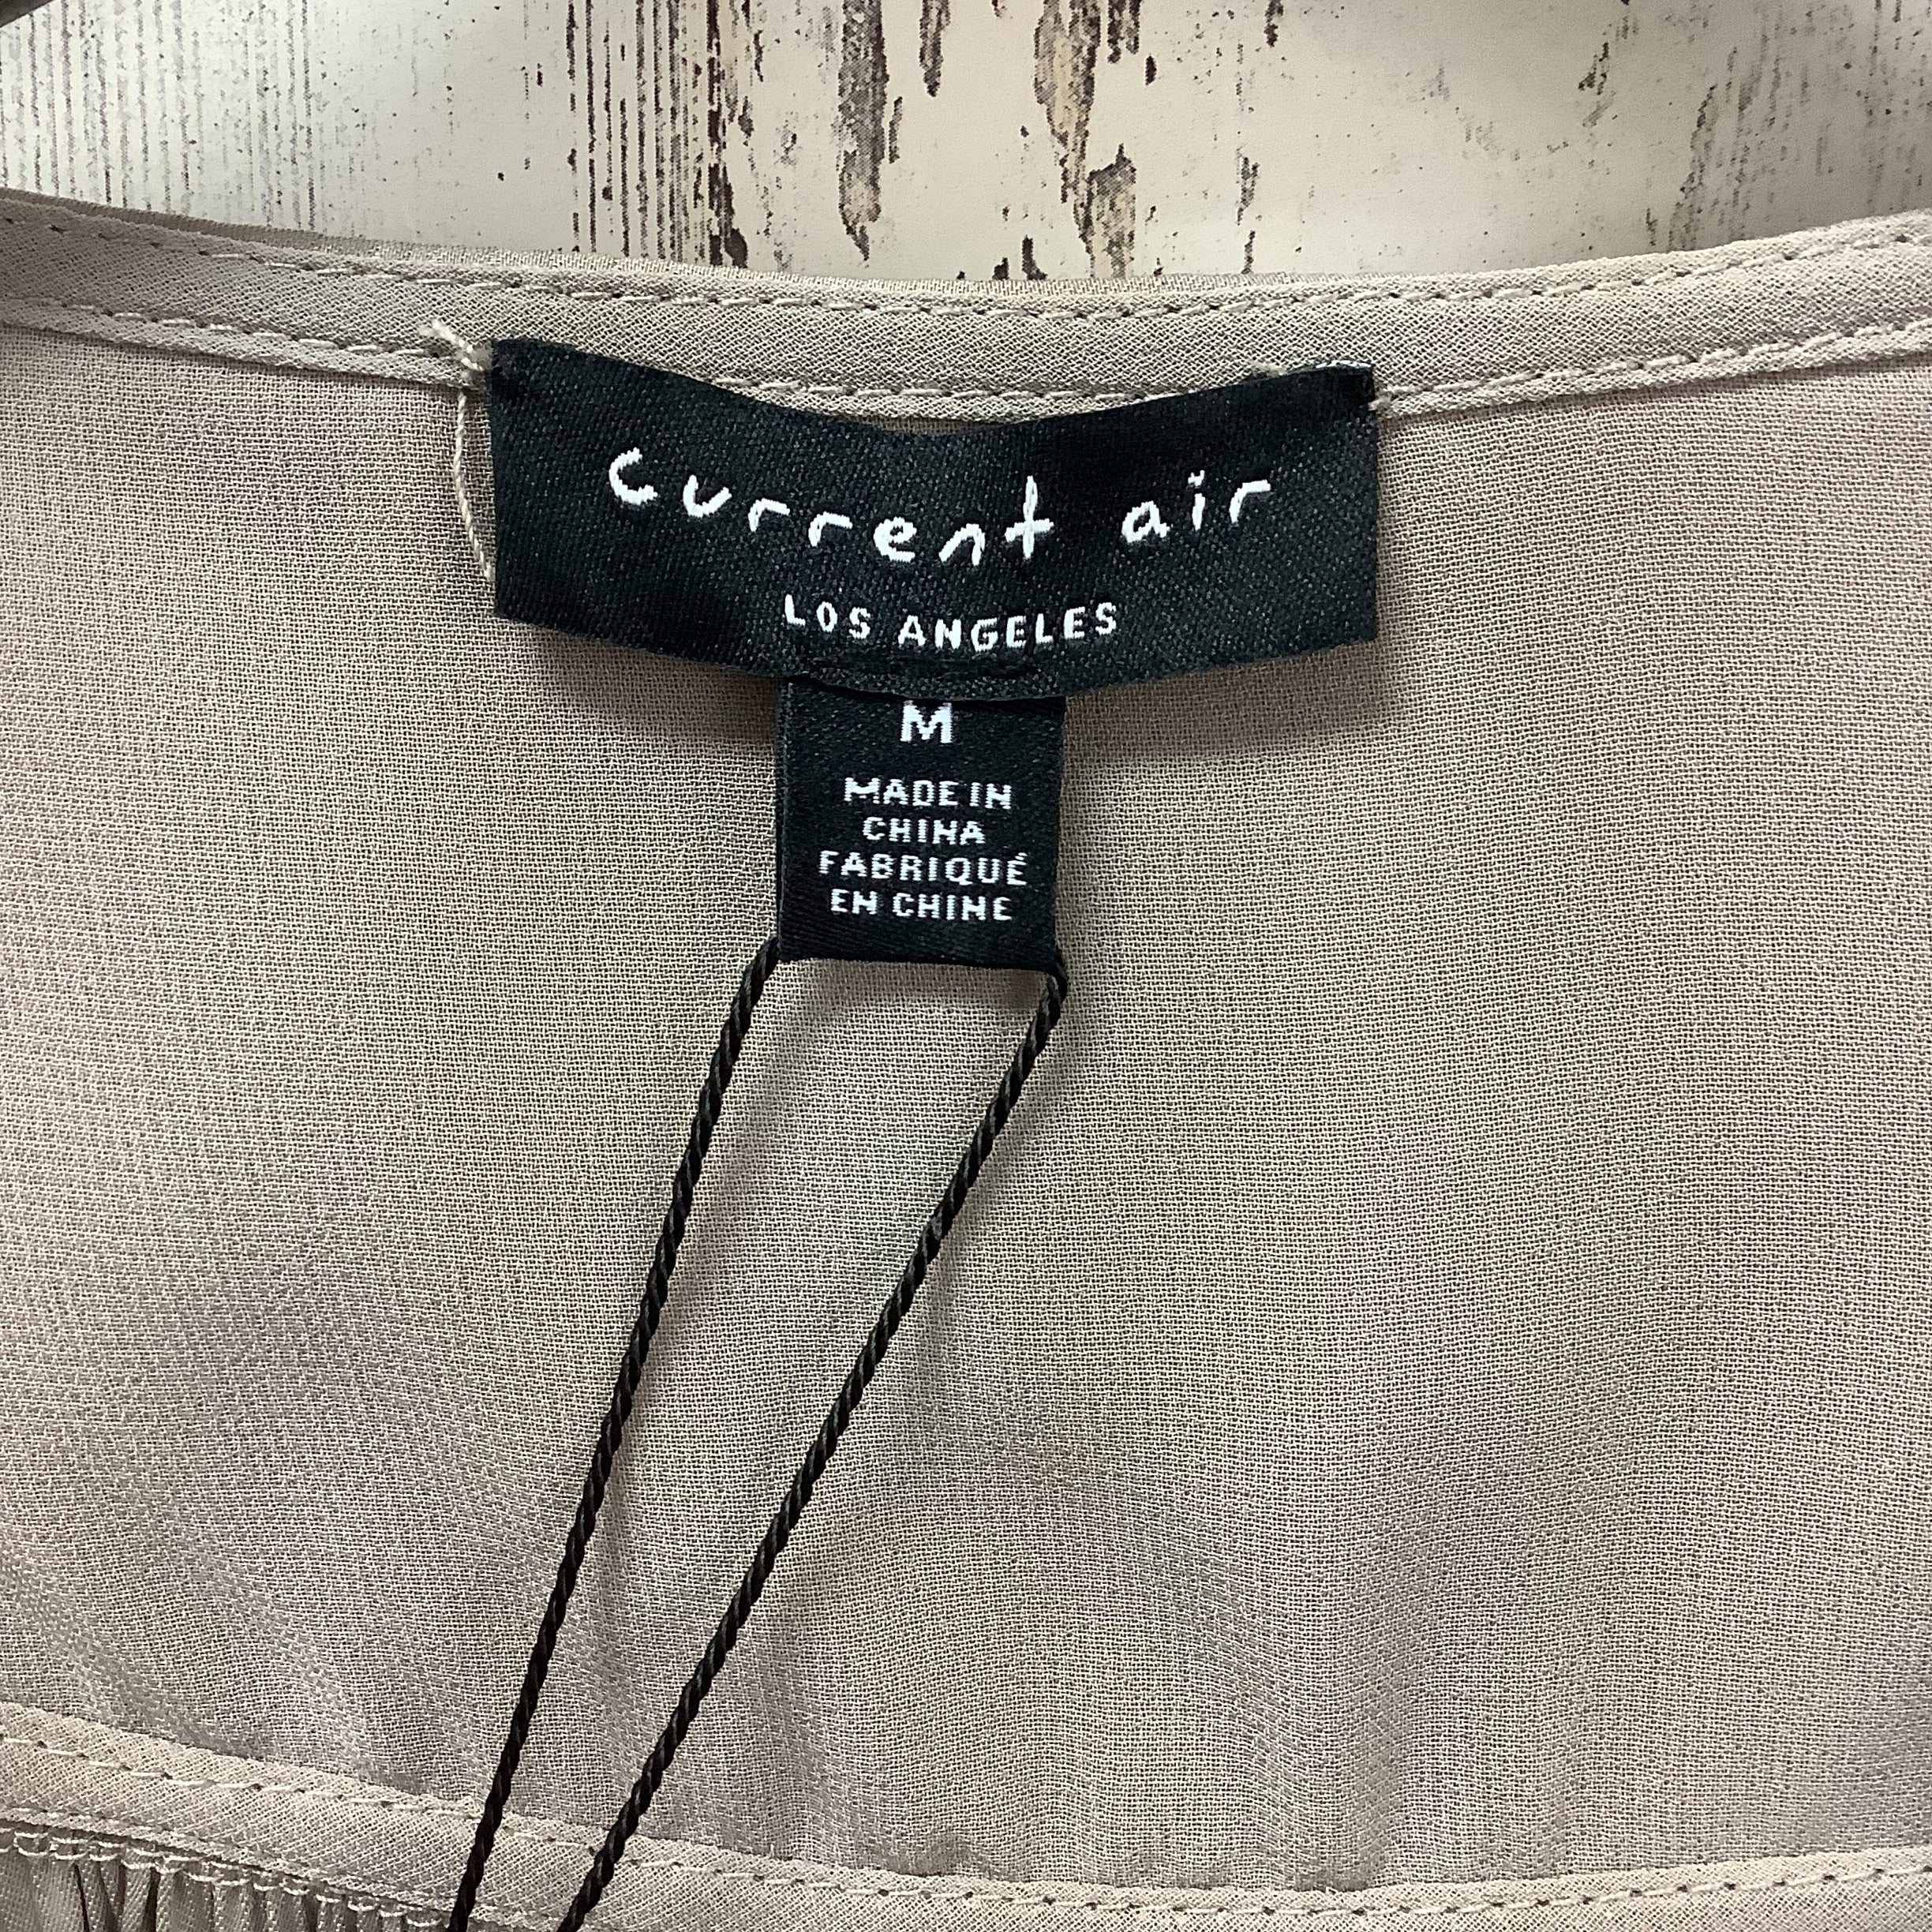 current air
LOS ANGELES
M
MADE IN
CHINA
FABRIQUÉ
EN CHINE